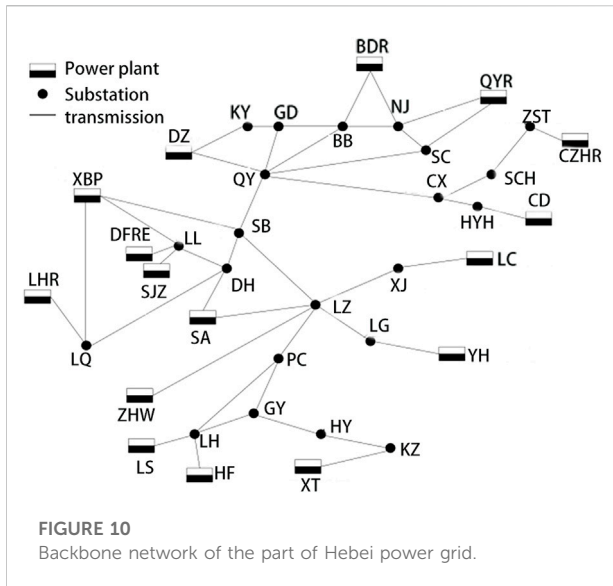 BDR
Power plant
QYR
Substation
KY
GD
NJ
ZST
transmission
DZ
BB
SC
CZHR
QY
SCH
XBP
CX
CD
HYH
SB
DFRE
LL
LC
LHR
SJZ
DH
XJ
LZ
SA
LG
LQ
YH
PC
ZHW
GY
HY
LH
KZ
LS
HF
XT
FIGURE 10
Backbone network of the part of Hebei power grid.